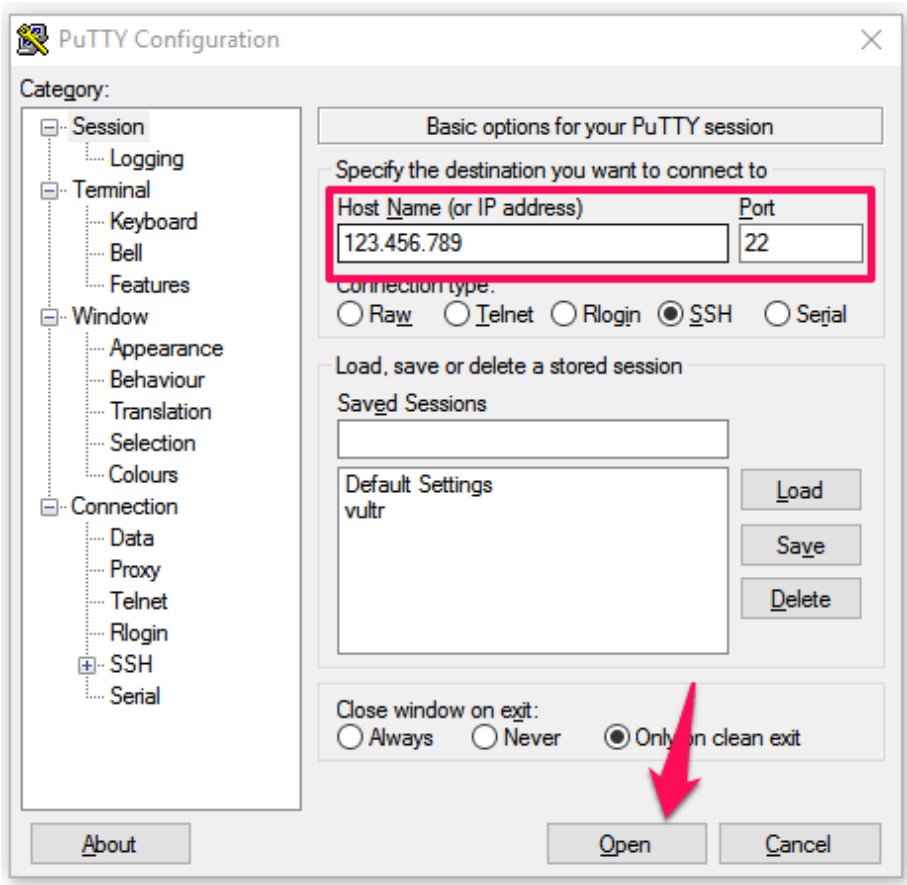 PuTTY Configuration
Category:
Session
Logging
Terminal
Keyboard
Bell
Features
Window
Appearance
Behaviour
Translation
Selection
Colours
Connection
Data
Proxy
Telnet
Rlogin
SSH
Serial
Basic options for your PuTTY session
Specify the destination you want to connect to
Host Name (or IP address) Port
123.456.789 22
Connection type:
Raw Telnet Rlogin SSH Serial
Load, save or delete a stored session
Saved Sessions
Default Settings
vultr
Load
Save
Delete
Close window on exit:
Always Never Only on clean exit
About Open Cancel